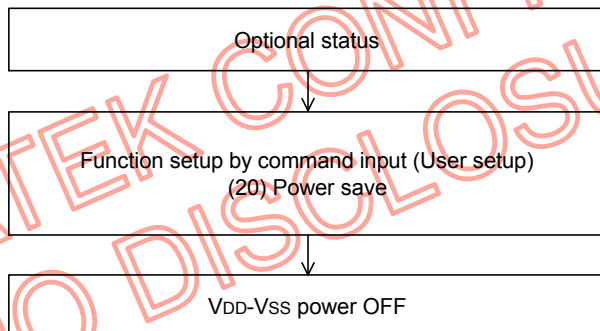 Optional status
Function setup by command input (User setup)
(20) Power save
VDD-VSS power OFF